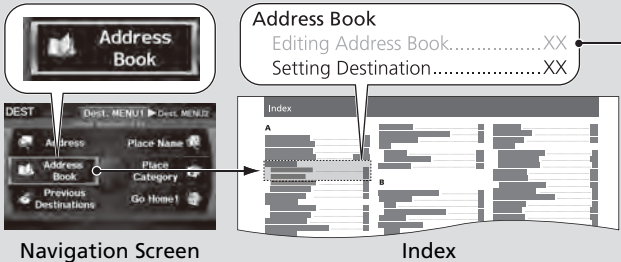 Address
Book
Address Book
Editing Address Book..................XX
Setting Destination....................XX
DEST
Dest. MENU1 ▶ Dest. MENU2
Address
Place Name
Address
Book
Place
Category
Previous
Destinations
Go Home1
Index
A
B
Navigation Screen
Index